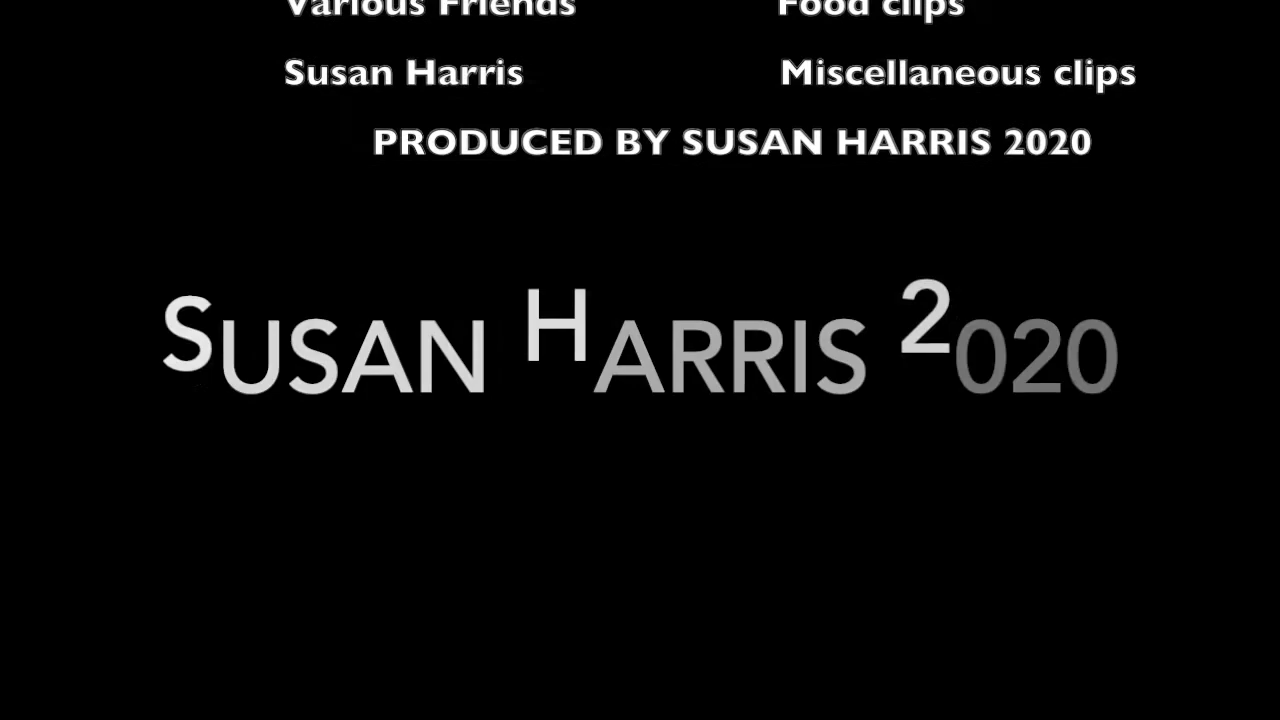 Various Friends Food clips
Susan Harris Miscellaneous clips
PRODUCED BY SUSAN HARRIS 2020
SUSAN HARRIS 2020